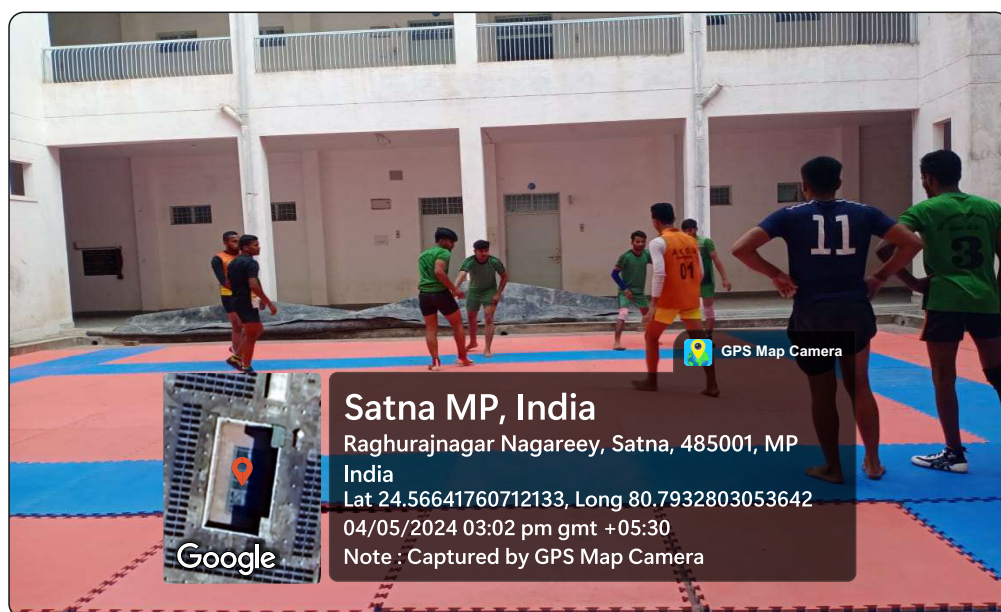 11
3
01
GPS Map Camera
Satna MP, India
Raghurajnagar Nagareey, Satna, 485001, MP
India
Lat 24.56641760712133, Long 80.7932803053642
04/05/2024 03:02 pm gmt +05:30
Note : Captured by GPS Map Camera
Google